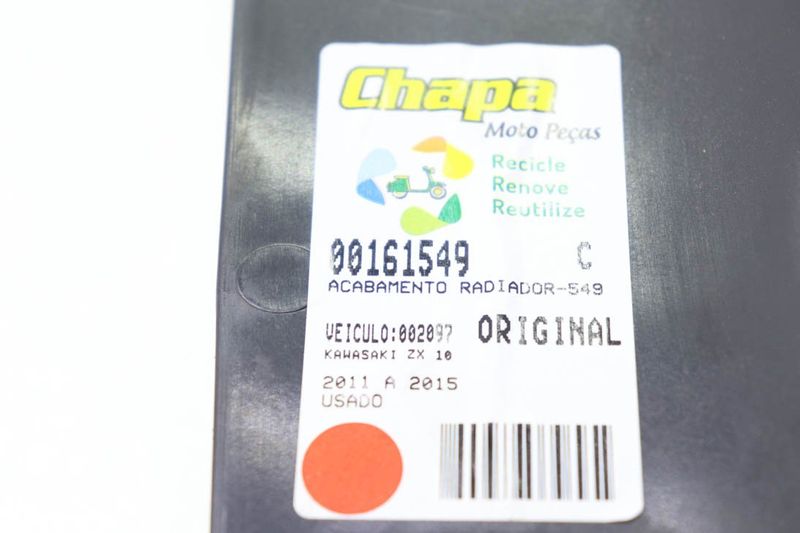 Chapa
Moto Peças
Recicle
Renove
Reutilize
00161549 C
ACABAMENTO RADIADOR-549
VEICULO:002097 ORIGINAL
KAWASAKI ZX 10
2011 A 2015
USADO